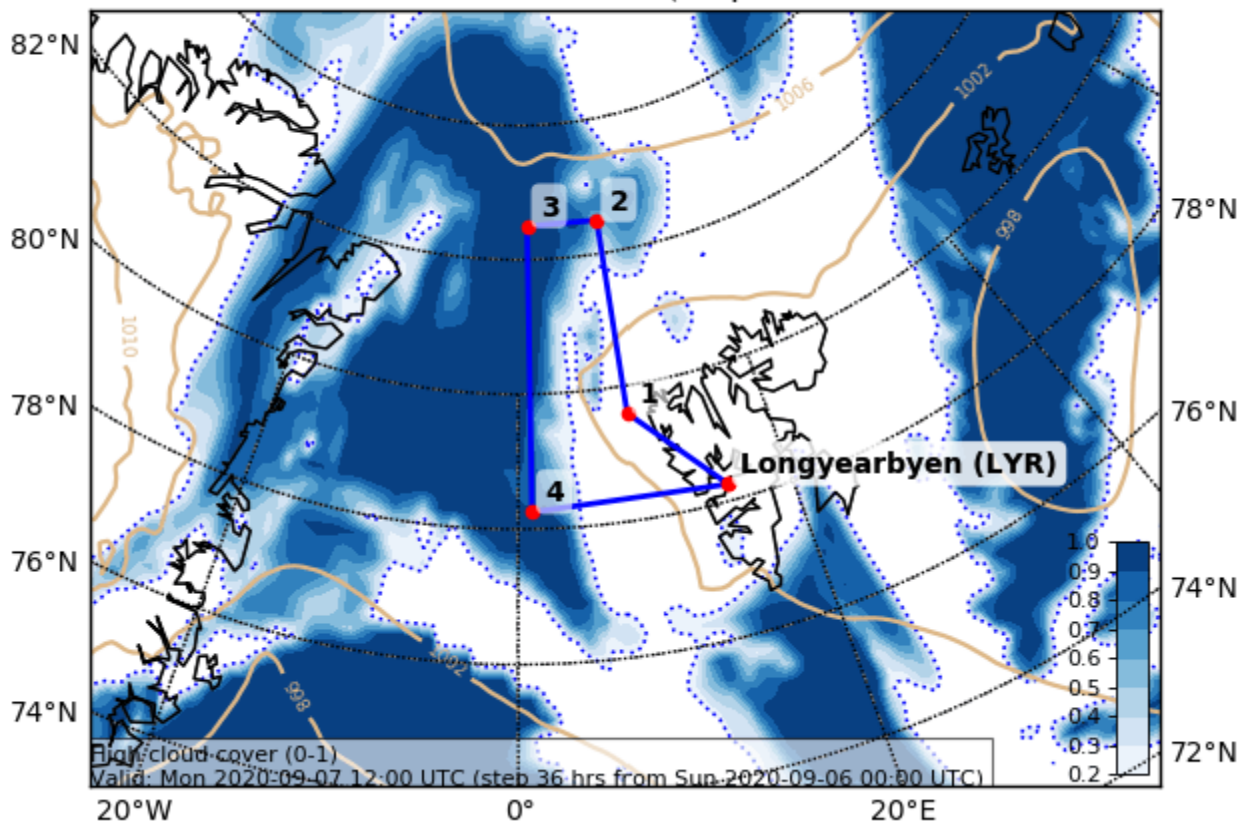 82°N
80°N
78°N
76°N
74°N
78°N
76°N
74°N
72°N
20°W
0°
20°E
1006
1002
998
1010
1002
998
3
2
1
4
Longyearbyen (LYR)
1.0
0.9
0.8
0.7
0.6
0.5
0.4
0.3
0.2
High cloud cover (0-1)
Valid: Mon 2020-09-07 12:00 UTC (step 36 hrs from Sun 2020-09-06 00:00 UTC)